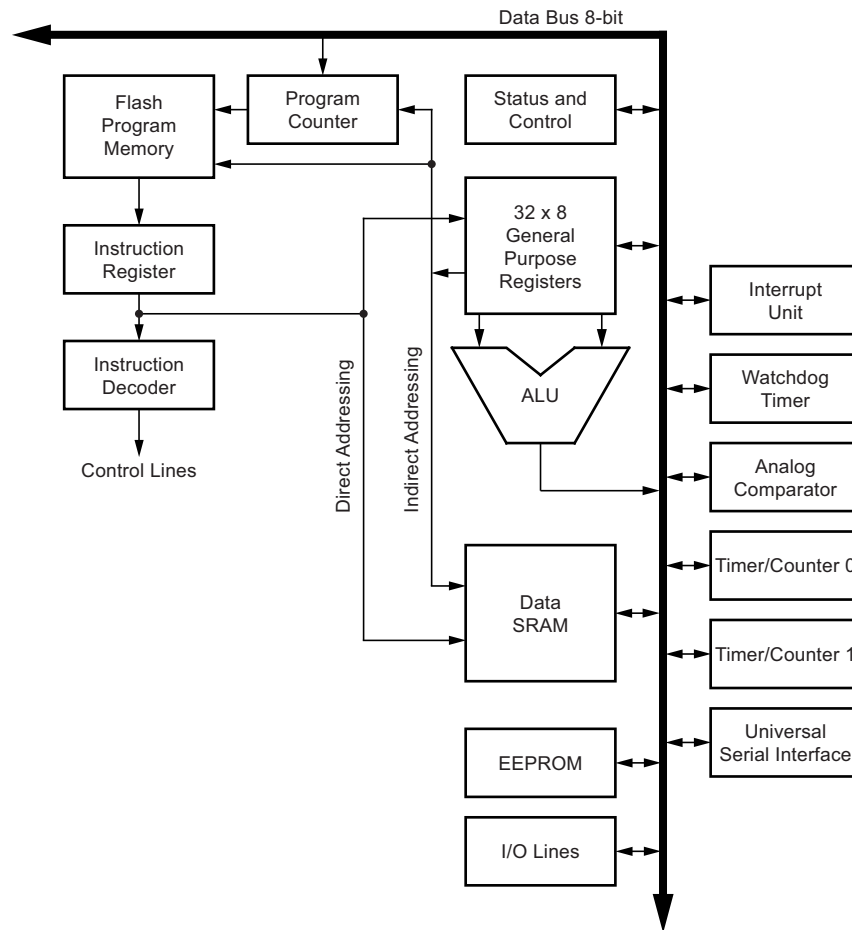 Data Bus 8-bit
Flash
Program
Memory
Program
Counter
Status and
Control
32 x 8
General
Purpose
Registers
Instruction
Register
Interrupt
Unit
Instruction
Decoder
ALU
Watchdog
Timer
Control Lines
Direct Addressing
Indirect Addressing
Analog
Comparator
Timer/Counter 0
Data
SRAM
Timer/Counter 1
Universal
Serial Interface
EEPROM
I/O Lines